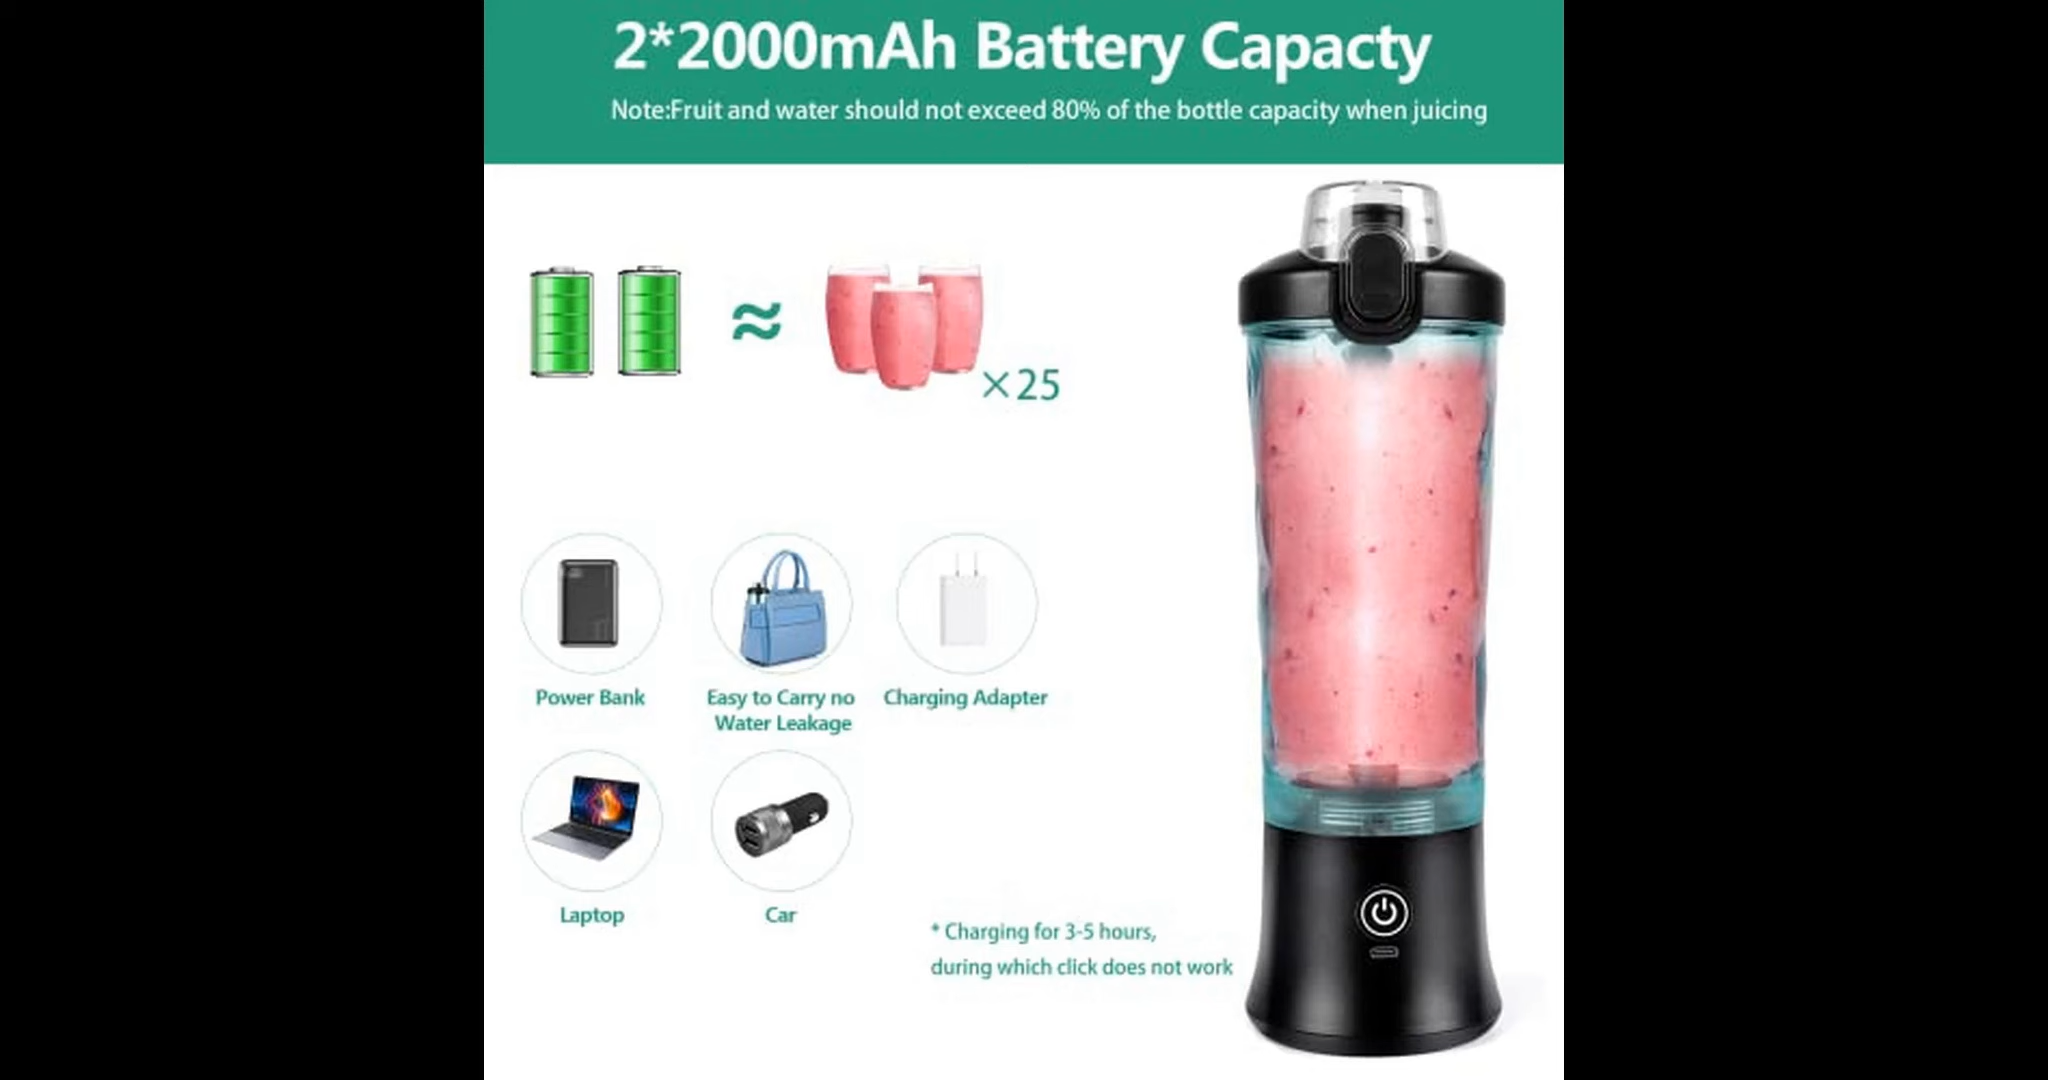 2*2000mAh Battery Capacty
Note:Fruit and water should not exceed 80% of the bottle capacity when juicing
×25
Power Bank
Easy to Carry no
Water Leakage
Charging Adapter
Laptop
Car
* Charging for 3-5 hours,
during which click does not work